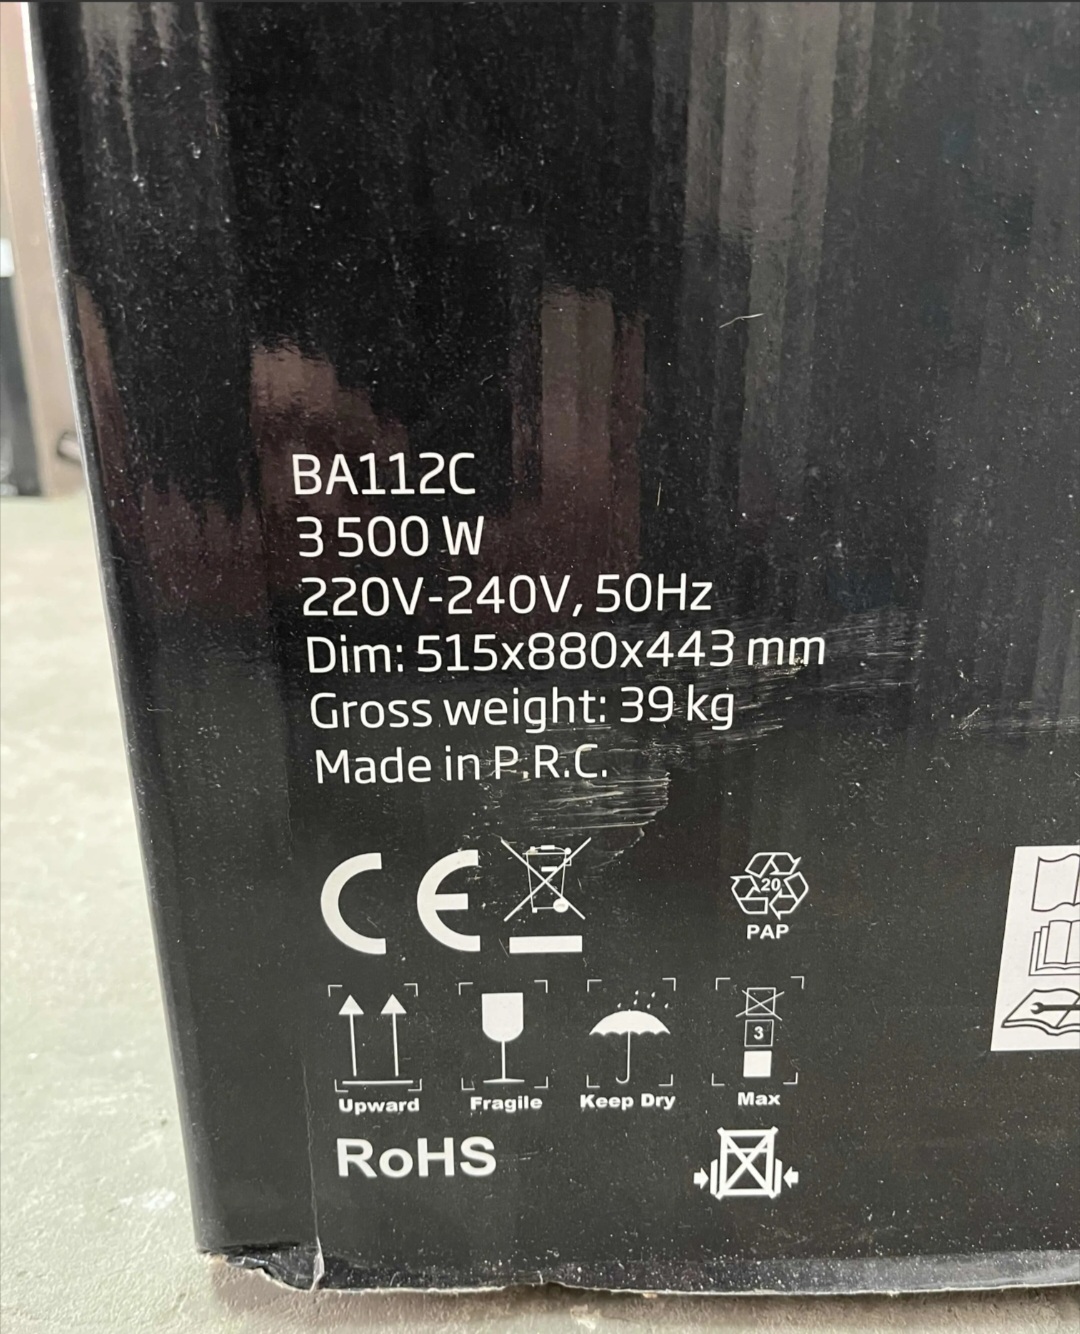 BA112C
3 500 W
220V-240V, 50Hz
Dim: 515x880x443 mm
Gross weight: 39 kg
Made in P.R.C.
CE
20
PAP
3
Upward
Fragile
Keep Dry
Max
RoHS